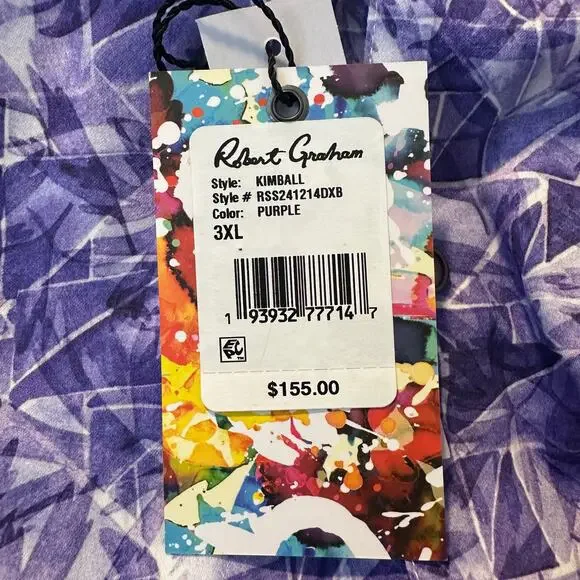 Robert Graham
Style: KIMBALL
Style # RSS241214DXB
Color: PURPLE
3XL
1 93932 77714 7
$155.00